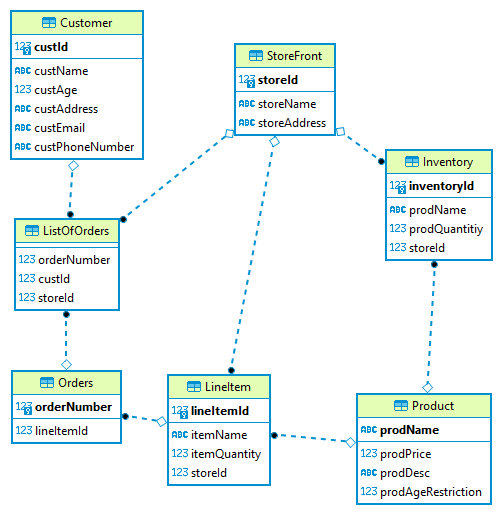 Customer
123 custId
ABC custName
123 custAge
ABC custAddress
ABC custEmail
ABC custPhoneNumber
StoreFront
123 storeId
ABC storeName
ABC storeAddress
Inventory
123 inventoryId
ABC prodName
123 prodQuantitiy
123 storeId
ListOfOrders
123 orderNumber
123 custId
123 storeId
Orders
123 orderNumber
123 lineItemId
LineItem
123 lineItemId
ABC itemName
123 itemQuantity
123 storeId
Product
ABC prodName
123 prodPrice
ABC prodDesc
123 prodAgeRestriction